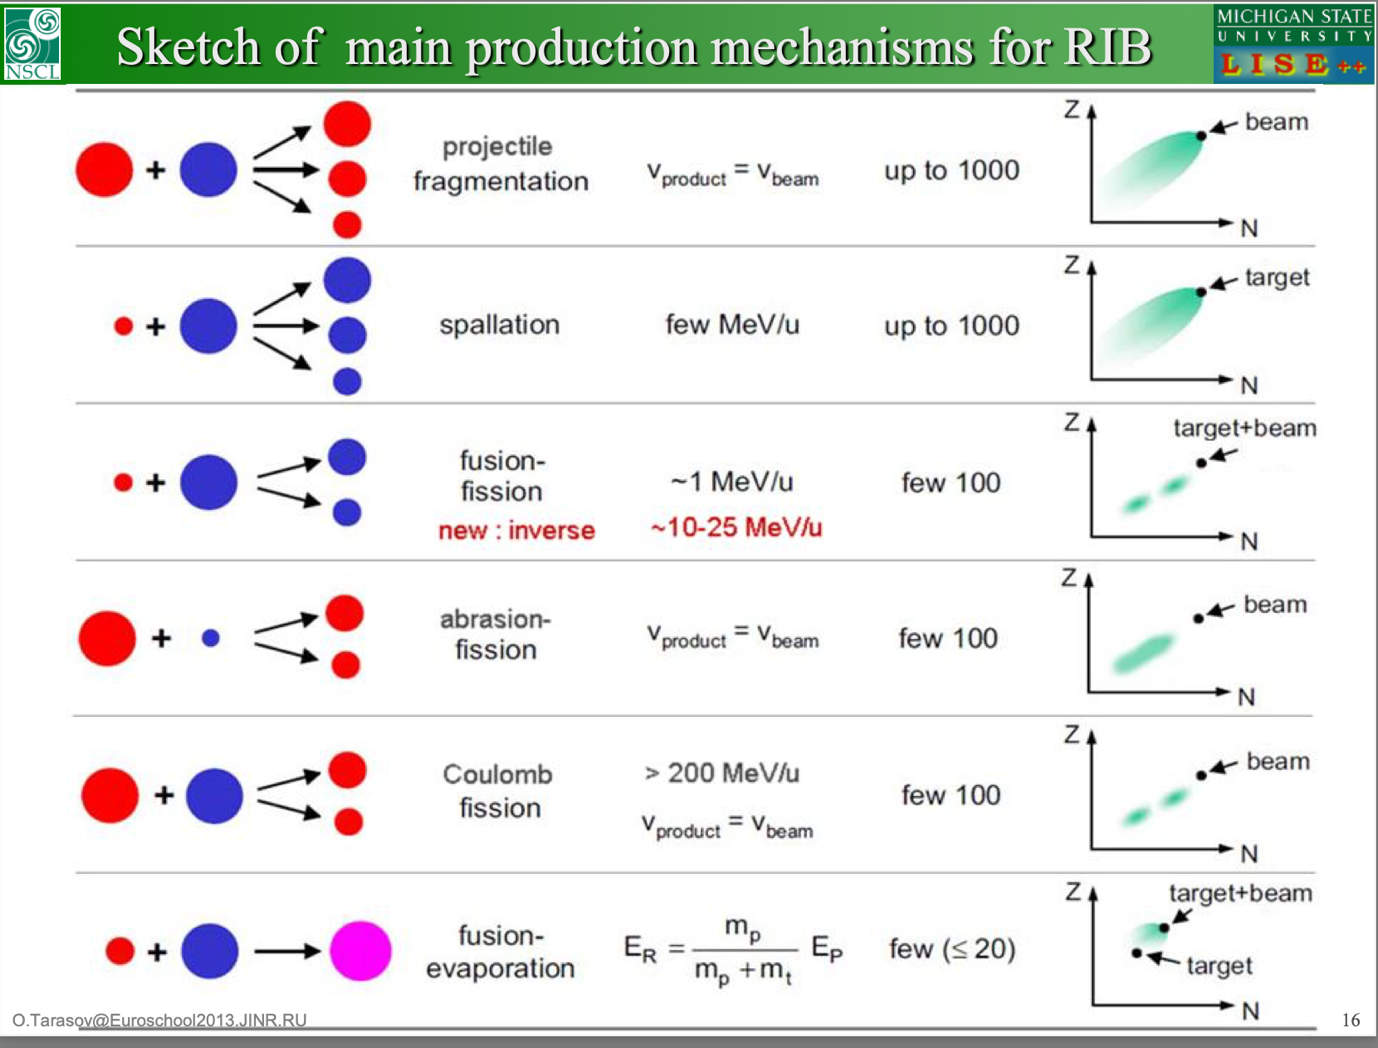 NSCL
Sketch of main production mechanisms for RIB
MICHIGAN STATE
UNIVERSITY
LISE++
+
projectile
fragmentation
vproduct = vbeam
up to 1000
Z
beam
N
+
spallation
few MeV/u
up to 1000
Z
target
N
+
fusion-
fission
new : inverse
~1 MeV/u
~10-25 MeV/u
few 100
Z
target+beam
N
+
abrasion-
fission
vproduct = vbeam
few 100
Z
beam
N
+
Coulomb
fission
> 200 MeV/u
vproduct = vbeam
few 100
Z
beam
N
+
fusion-
evaporation
ER = mp / (mp + mt) EP
few (≤ 20)
Z
target+beam
target
N
O.Tarasov@Euroschool2013.JINR.RU
16